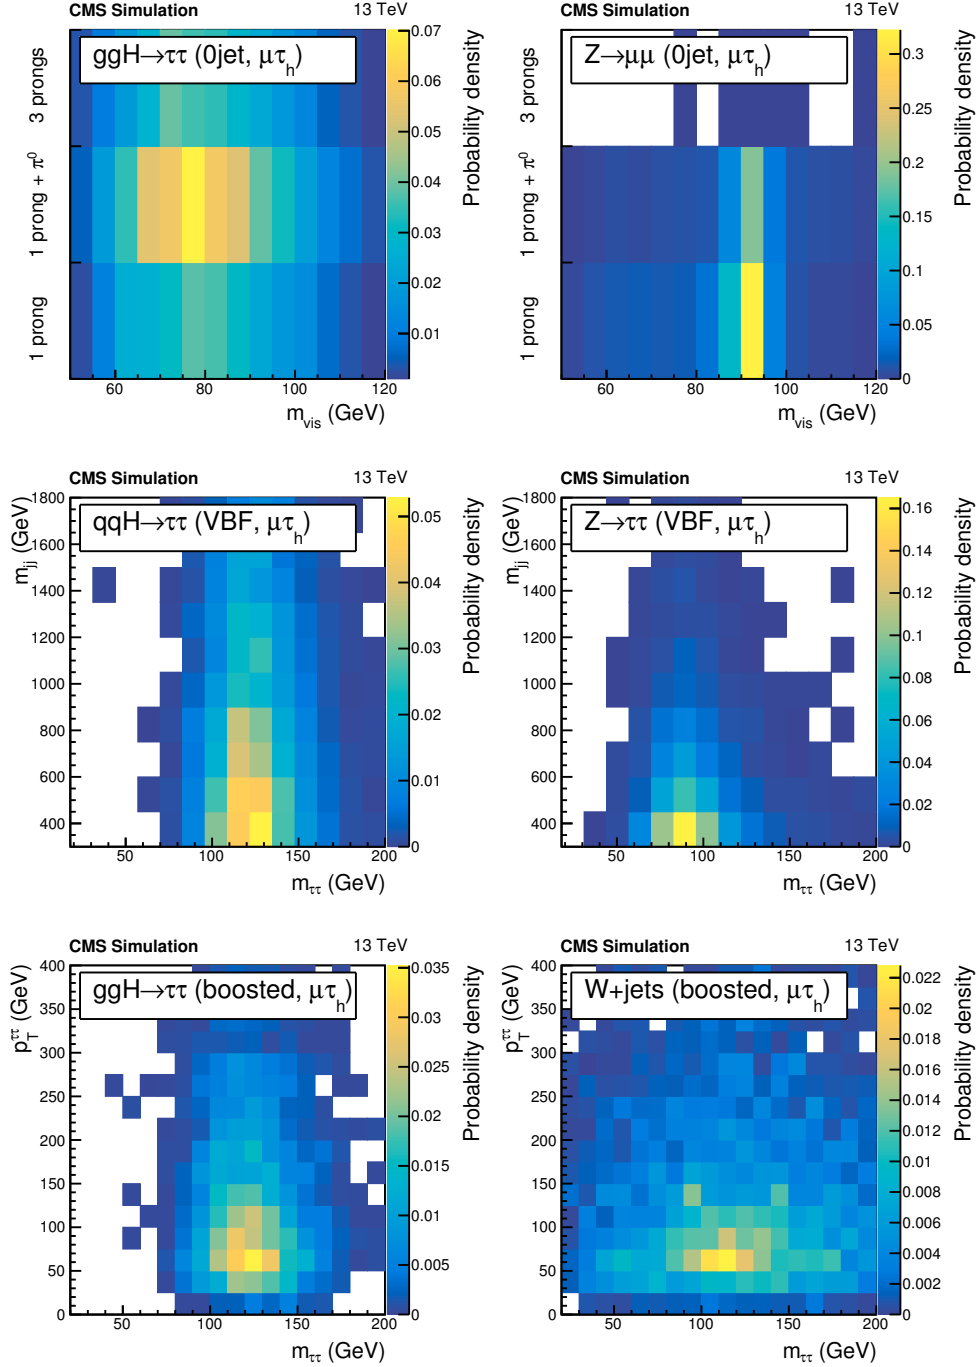 CMS Simulation 13 TeV
ggH→ττ (0jet, μτh)
3 prongs
1 prong + π0
1 prong
60 80 100 120
mvis (GeV)
0.07
0.06
0.05
0.04
0.03
0.02
0.01
Probability density
CMS Simulation 13 TeV
Z→μμ (0jet, μτh)
3 prongs
1 prong + π0
1 prong
60 80 100 120
mvis (GeV)
0.3
0.25
0.2
0.15
0.1
0.05
0
Probability density
CMS Simulation 13 TeV
qqH→ττ (VBF, μτh)
mjj (GeV)
1800
1600
1400
1200
1000
800
600
400
50 100 150 200
mττ (GeV)
0.05
0.04
0.03
0.02
0.01
0
Probability density
CMS Simulation 13 TeV
Z→ττ (VBF, μτh)
mjj (GeV)
1800
1600
1400
1200
1000
800
600
400
50 100 150 200
mττ (GeV)
0.16
0.14
0.12
0.1
0.08
0.06
0.04
0.02
0
Probability density
CMS Simulation 13 TeV
ggH→ττ (boosted, μτh)
pTττ (GeV)
400
350
300
250
200
150
100
50
0
50 100 150 200
mττ (GeV)
0.035
0.03
0.025
0.02
0.015
0.01
0.005
0
Probability density
CMS Simulation 13 TeV
W+jets (boosted, μτh)
pTττ (GeV)
400
350
300
250
200
150
100
50
0
50 100 150 200
mττ (GeV)
0.022
0.02
0.018
0.016
0.014
0.012
0.01
0.008
0.006
0.004
0.002
0
Probability density